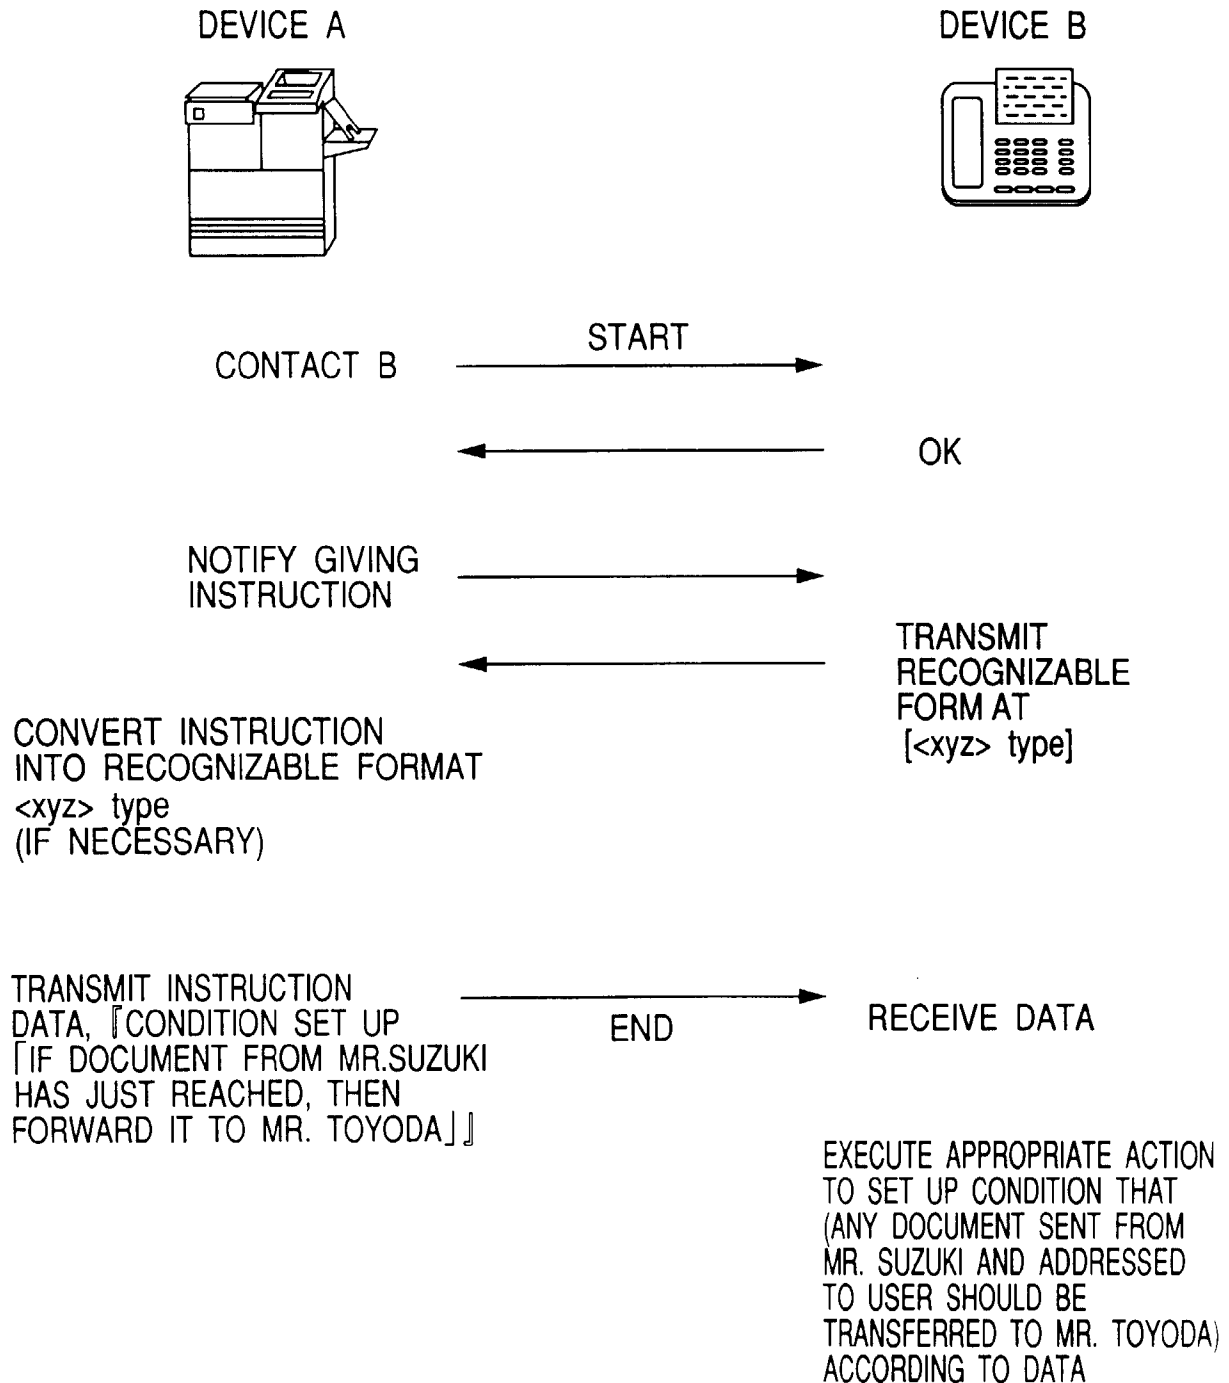 DEVICE A
DEVICE B
START
CONTACT B
OK
NOTIFY GIVING
INSTRUCTION
TRANSMIT
RECOGNIZABLE
FORM AT
[<xyz> type]
CONVERT INSTRUCTION
INTO RECOGNIZABLE FORMAT
<xyz> type
(IF NECESSARY)
TRANSMIT INSTRUCTION
DATA, 『CONDITION SET UP
「IF DOCUMENT FROM MR.SUZUKI
HAS JUST REACHED, THEN
FORWARD IT TO MR. TOYODA」』
END
RECEIVE DATA
EXECUTE APPROPRIATE ACTION
TO SET UP CONDITION THAT
(ANY DOCUMENT SENT FROM
MR. SUZUKI AND ADDRESSED
TO USER SHOULD BE
TRANSFERRED TO MR. TOYODA)
ACCORDING TO DATA